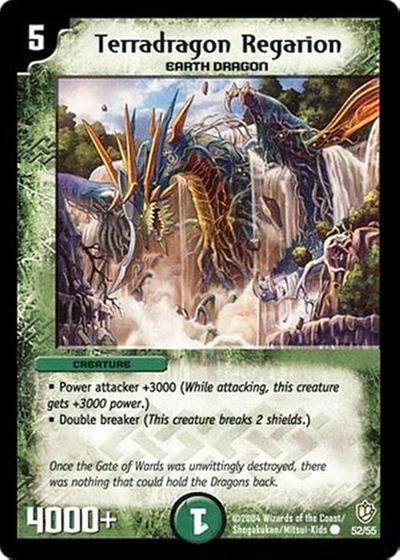 5
Terradragon Regarion
EARTH DRAGON
CREATURE
▪ Power attacker +3000 (While attacking, this creature
gets +3000 power.)
▪ Double breaker (This creature breaks 2 shields.)
Once the Gate of Wards was unwittingly destroyed, there
was nothing that could hold the Dragons back.
4000+
1
©2004 Wizards of the Coast/
Shogakukan/Mitsui-Kids ●
52/55